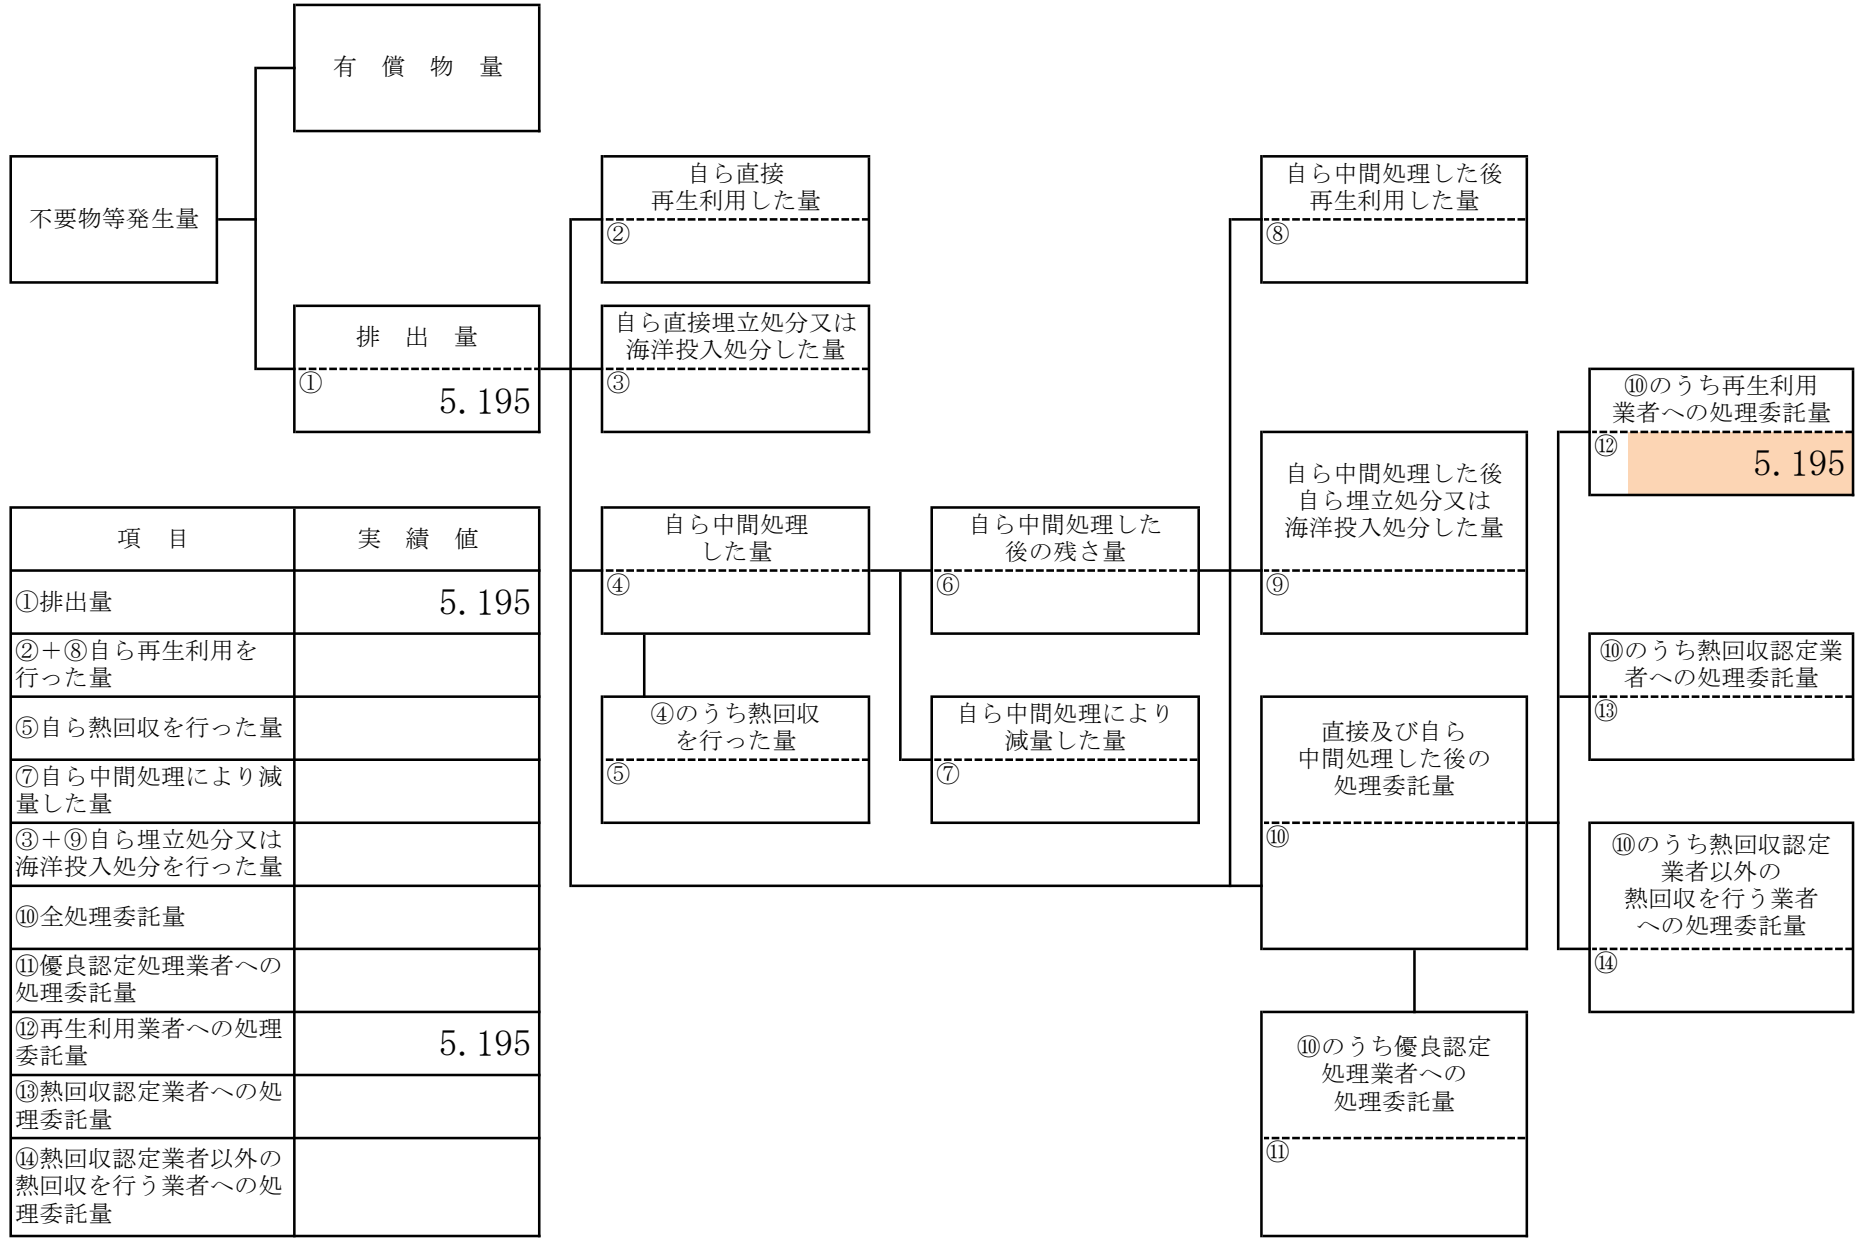 有　償　物　量
不要物等発生量
排　出　量
①
5.195
自ら直接
再生利用した量
②
自ら直接埋立処分又は
海洋投入処分した量
③
自ら中間処理
した量
④
④のうち熱回収
を行った量
⑤
自ら中間処理した
後の残さ量
⑥
自ら中間処理により
減量した量
⑦
自ら中間処理した後
再生利用した量
⑧
自ら中間処理した後
自ら埋立処分又は
海洋投入処分した量
⑨
直接及び自ら
中間処理した後の
処理委託量
⑩
⑩のうち優良認定
処理業者への
処理委託量
⑪
⑩のうち再生利用
業者への処理委託量
⑫
5.195
⑩のうち熱回収認定業
者への処理委託量
⑬
⑩のうち熱回収認定
業者以外の
熱回収を行う業者
への処理委託量
⑭
項　目
実　績　値
①排出量
5.195
②＋⑧自ら再生利用を
行った量
⑤自ら熱回収を行った量
⑦自ら中間処理により減
量した量
③＋⑨自ら埋立処分又は
海洋投入処分を行った量
⑩全処理委託量
⑪優良認定処理業者への
処理委託量
⑫再生利用業者への処理
委託量
5.195
⑬熱回収認定業者への処
理委託量
⑭熱回収認定業者以外の
熱回収を行う業者への処
理委託量